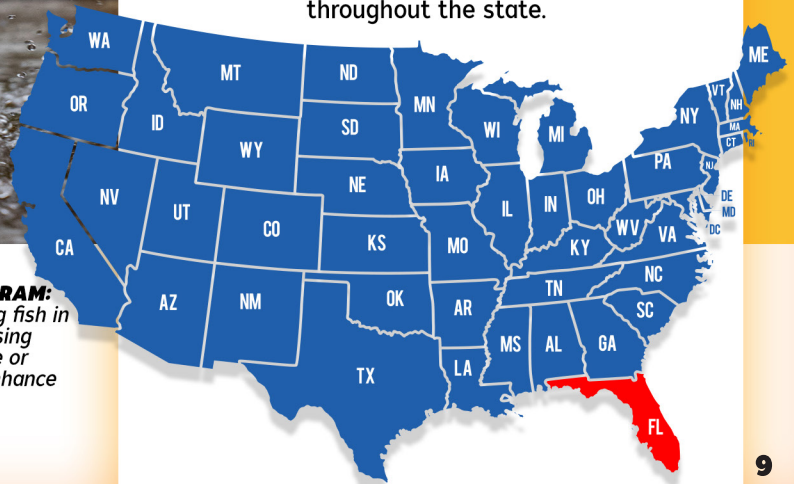 throughout the state.
WA
MT
ND
MN
ME
VT
NH
OR
ID
SD
WI
MI
NY
MA
CT
RI
WY
IA
PA
NJ
NE
NV
UT
CO
IL
IN
OH
DE
MD
DC
WV
VA
KS
MO
KY
CA
NC
TN
RAM:
g fish in
sing
e or
hance
AZ
NM
OK
AR
SC
MS
AL
GA
LA
TX
FL
9